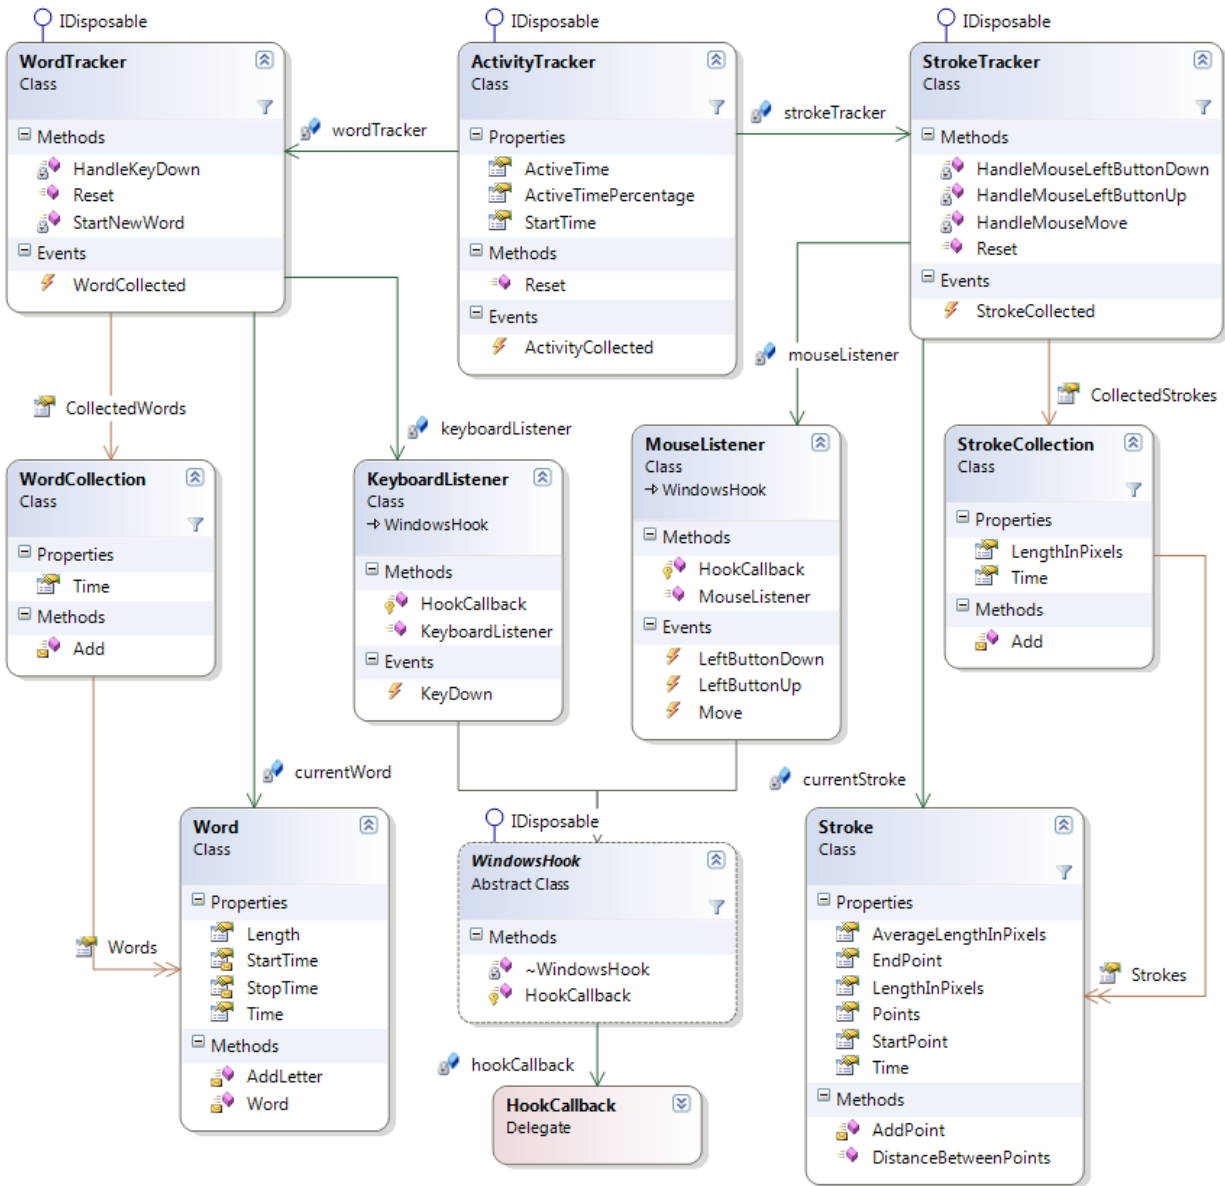 IDisposable
WordTracker
Class
Methods
HandleKeyDown
Reset
StartNewWord
Events
WordCollected
IDisposable
ActivityTracker
Class
Properties
ActiveTime
ActiveTimePercentage
StartTime
Methods
Reset
Events
ActivityCollected
IDisposable
StrokeTracker
Class
Methods
HandleMouseLeftButtonDown
HandleMouseLeftButtonUp
HandleMouseMove
Reset
Events
StrokeCollected
wordTracker
strokeTracker
mouseListener
CollectedWords
keyboardListener
CollectedStrokes
WordCollection
Class
Properties
Time
Methods
Add
KeyboardListener
Class
WindowsHook
Methods
HookCallback
KeyboardListener
Events
KeyDown
MouseListener
Class
WindowsHook
Methods
HookCallback
MouseListener
Events
LeftButtonDown
LeftButtonUp
Move
StrokeCollection
Class
Properties
LengthInPixels
Time
Methods
Add
currentWord
currentStroke
Words
Strokes
Word
Class
Properties
Length
StartTime
StopTime
Time
Methods
AddLetter
Word
IDisposable
WindowsHook
Abstract Class
Methods
~WindowsHook
HookCallback
hookCallback
HookCallback
Delegate
Stroke
Class
Properties
AverageLengthInPixels
EndPoint
LengthInPixels
Points
StartPoint
Time
Methods
AddPoint
DistanceBetweenPoints